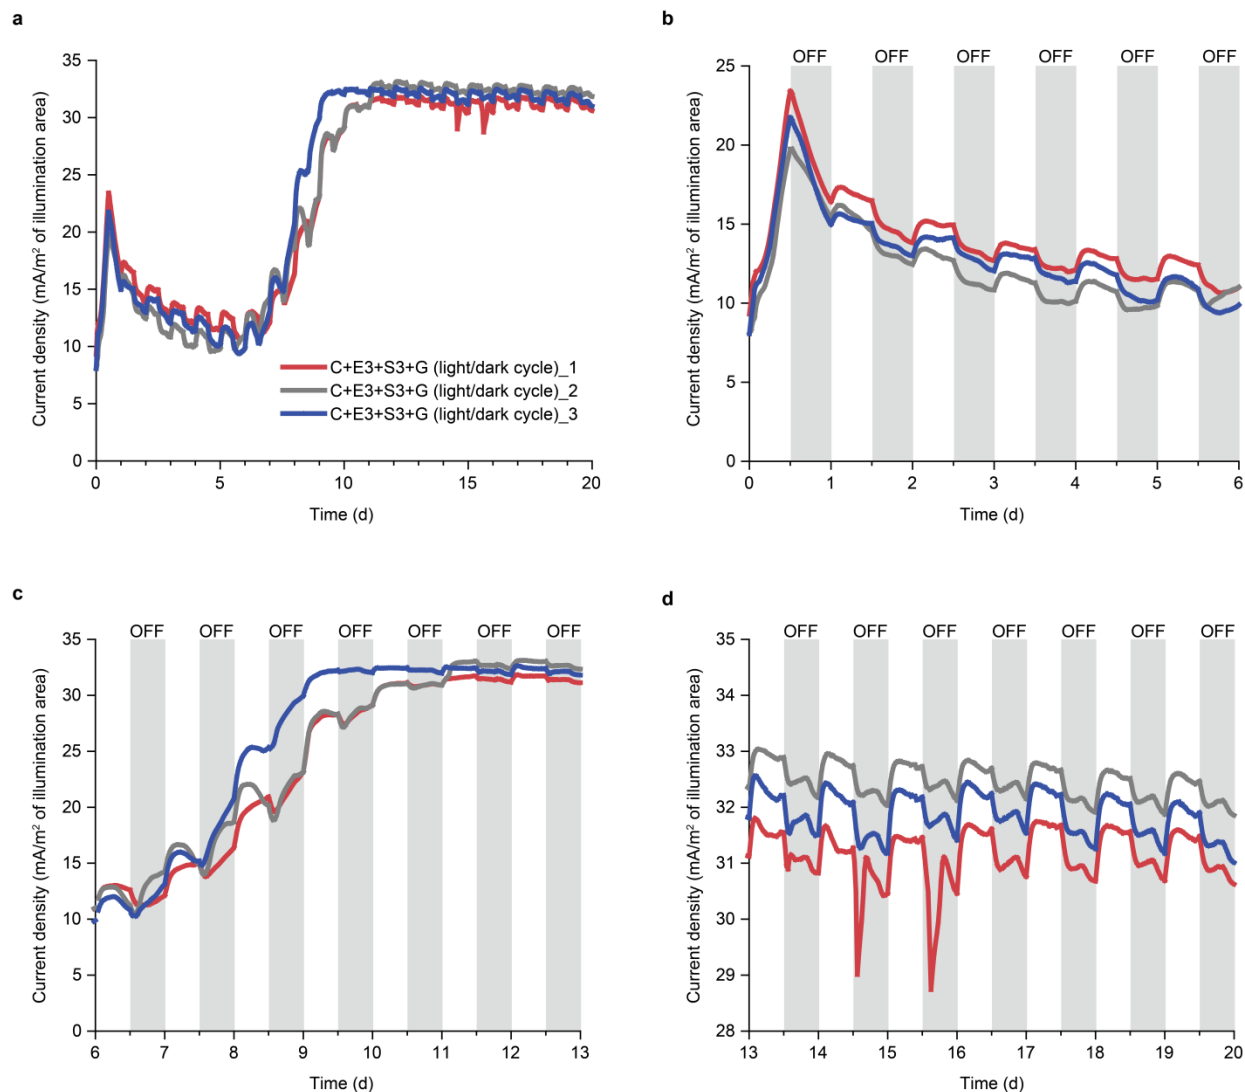 a
35
30
25
20
15
10
5
0
Current density (mA/m² of illumination area)
C+E3+S3+G (light/dark cycle)_1
C+E3+S3+G (light/dark cycle)_2
C+E3+S3+G (light/dark cycle)_3
0 5 10 15 20
Time (d)
b
OFF OFF OFF OFF OFF OFF
25
20
15
10
5
0
Current density (mA/m² of illumination area)
0 1 2 3 4 5 6
Time (d)
c
OFF OFF OFF OFF OFF OFF OFF
35
30
25
20
15
10
5
0
Current density (mA/m² of illumination area)
6 7 8 9 10 11 12 13
Time (d)
d
OFF OFF OFF OFF OFF OFF OFF
35
34
33
32
31
30
29
28
Current density (mA/m² of illumination area)
13 14 15 16 17 18 19 20
Time (d)